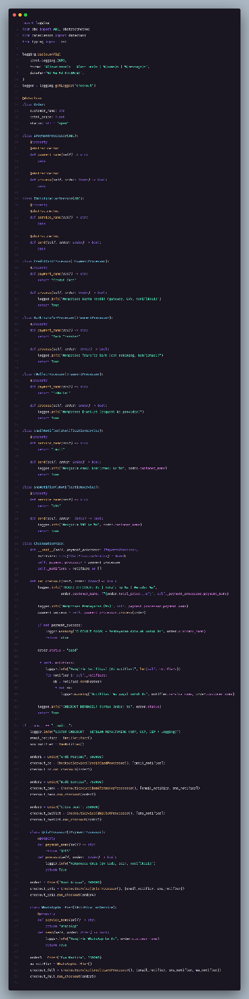 import logging
from abc import ABC, abstractmethod
from dataclasses import dataclass
from typing import List
logging.basicConfig(
level=logging.INFO,
format="%(levelname)s | %(asctime)s | %(name)s | %(message)s",
datefmt="%Y-%m-%d %H:%M:%S",
)
logger = logging.getLogger("checkout")
@dataclass
class Order:
customer_name: str
total_price: float
status: str = "open"
class IPaymentProcessor(ABC):
@property
@abstractmethod
def payment_name(self) -> str:
pass
@abstractmethod
def process(self, order: Order) -> bool:
pass
class INotificationService(ABC):
@property
@abstractmethod
def service_name(self) -> str:
pass
@abstractmethod
def send(self, order: Order) -> bool:
pass
class CreditCardProcessor(IPaymentProcessor):
@property
def payment_name(self) -> str:
return "Credit Card"
def process(self, order: Order) -> bool:
logger.info("Memproses Kartu Kredit (gateway, CVV, verifikasi)")
return True
class BankTransferProcessor(IPaymentProcessor):
@property
def payment_name(self) -> str:
return "Bank Transfer"
def process(self, order: Order) -> bool:
logger.info("Memproses Transfer Bank (cek rekening, konfirmasi)")
return True
class EWalletProcessor(IPaymentProcessor):
@property
def payment_name(self) -> str:
return "E-Wallet"
def process(self, order: Order) -> bool:
logger.info("Memproses E-Wallet (request ke provider)")
return True
class EmailNotifier(INotificationService):
@property
def service_name(self) -> str:
return "Email"
def send(self, order: Order) -> bool:
logger.info("Mengirim email konfirmasi ke %s", order.customer_name)
return True
class SmsNotifier(INotificationService):
@property
def service_name(self) -> str:
return "SMS"
def send(self, order: Order) -> bool:
logger.info("Mengirim SMS ke %s", order.customer_name)
return True
class CheckoutService:
def __init__(self, payment_processor: IPaymentProcessor,
notifiers: List[INotificationService] = None):
self._payment_processor = payment_processor
self._notifiers = notifiers or []
def run_checkout(self, order: Order) -> bool:
logger.info("PROSES CHECKOUT: %s | Total: Rp %s | Metode: %s",
order.customer_name, f"{order.total_price:,.0f}", self._payment_processor.payment_name)
logger.info("Memproses Pembayaran (%s)", self._payment_processor.payment_name)
payment_success = self._payment_processor.process(order)
if not payment_success:
logger.warning("CHECKOUT GAGAL - Pembayaran ditolak untuk %s", order.customer_name)
return False
order.status = "paid"
if self._notifiers:
logger.info("Mengirim Notifikasi (%d notifier)", len(self._notifiers))
for notifier in self._notifiers:
ok = notifier.send(order)
if not ok:
logger.warning("Notifikasi %s gagal untuk %s", notifier.service_name, order.customer_name)
logger.info("CHECKOUT BERHASIL! Status Order: %s", order.status)
return True
if __name__ == "__main__":
logger.info("SISTEM CHECKOUT - SETELAH REFACTORING (SRP, OCP, DIP + Logging)")
email_notifier = EmailNotifier()
sms_notifier = SmsNotifier()
order1 = Order("Andi Pratama", 500000)
checkout_cc = CheckoutService(CreditCardProcessor(), [email_notifier])
checkout_cc.run_checkout(order1)
order2 = Order("Budi Santoso", 750000)
checkout_bank = CheckoutService(BankTransferProcessor(), [email_notifier, sms_notifier])
checkout_bank.run_checkout(order2)
order3 = Order("Citra Dewi", 250000)
checkout_ewallet = CheckoutService(EWalletProcessor(), [sms_notifier])
checkout_ewallet.run_checkout(order3)
class QrisProcessor(IPaymentProcessor):
@property
def payment_name(self) -> str:
return "QRIS"
def process(self, order: Order) -> bool:
logger.info("Memproses QRIS (QR Code, scan, verifikasi)")
return True
order4 = Order("Dani Wijaya", 100000)
checkout_qris = CheckoutService(QrisProcessor(), [email_notifier, sms_notifier])
checkout_qris.run_checkout(order4)
class WhatsAppNotifier(INotificationService):
@property
def service_name(self) -> str:
return "WhatsApp"
def send(self, order: Order) -> bool:
logger.info("Mengirim WhatsApp ke %s", order.customer_name)
return True
order5 = Order("Eva Martina", 350000)
wa_notifier = WhatsAppNotifier()
checkout_full = CheckoutService(CreditCardProcessor(), [email_notifier, sms_notifier, wa_notifier])
checkout_full.run_checkout(order5)